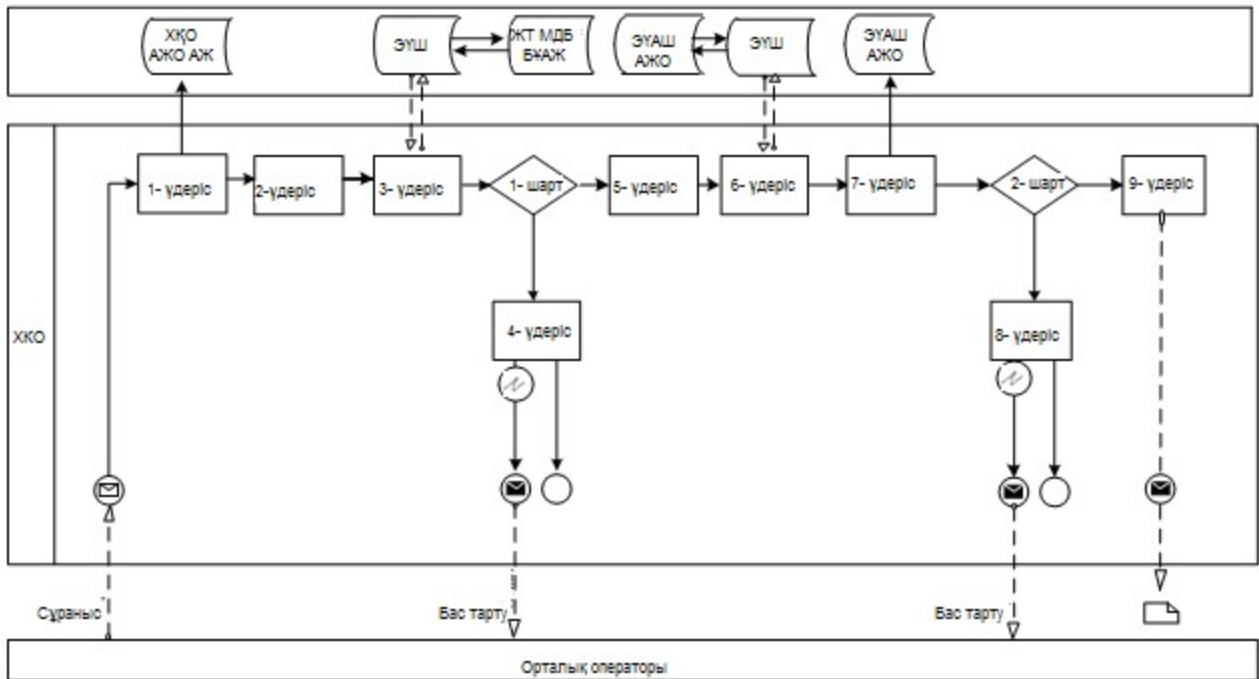 ХҚО
АЖО АЖ
ЭҮШ
ЖТ МДБ
БҰАЖ
ЭҮАШ
АЖО
ЭҮШ
ЭҮАШ
АЖО
1- үдеріс
2-үдеріс
3- үдеріс
1- шарт
5- үдеріс
6- үдеріс
7- үдеріс
2- шарт
9- үдеріс
ХКО
4- үдеріс
8- үдеріс
Сұраныс
Бас тарту
Бас тарту
Орталық операторы